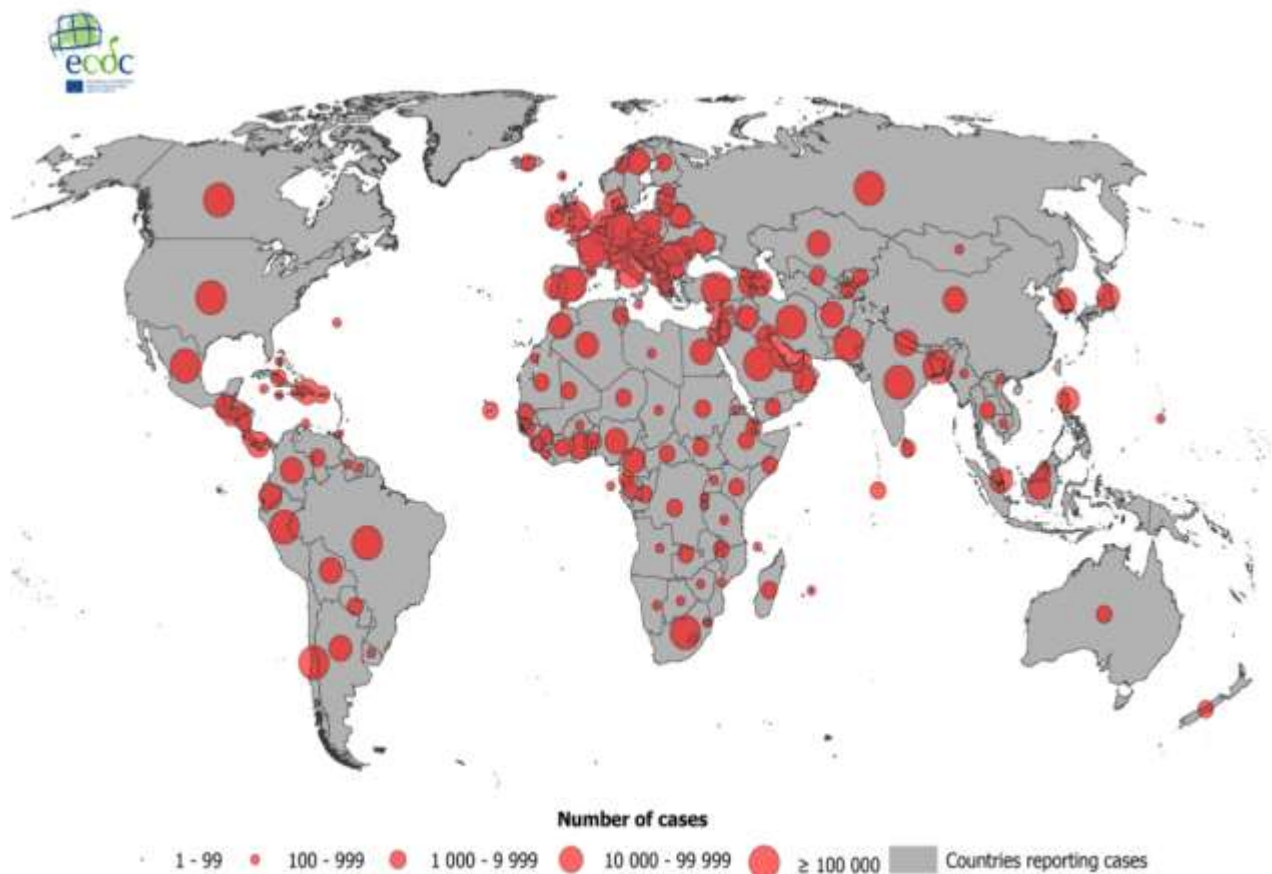 ecdc
Number of cases
1 - 99 100 - 999 1 000 - 9 999 10 000 - 99 999 ≥ 100 000 Countries reporting cases